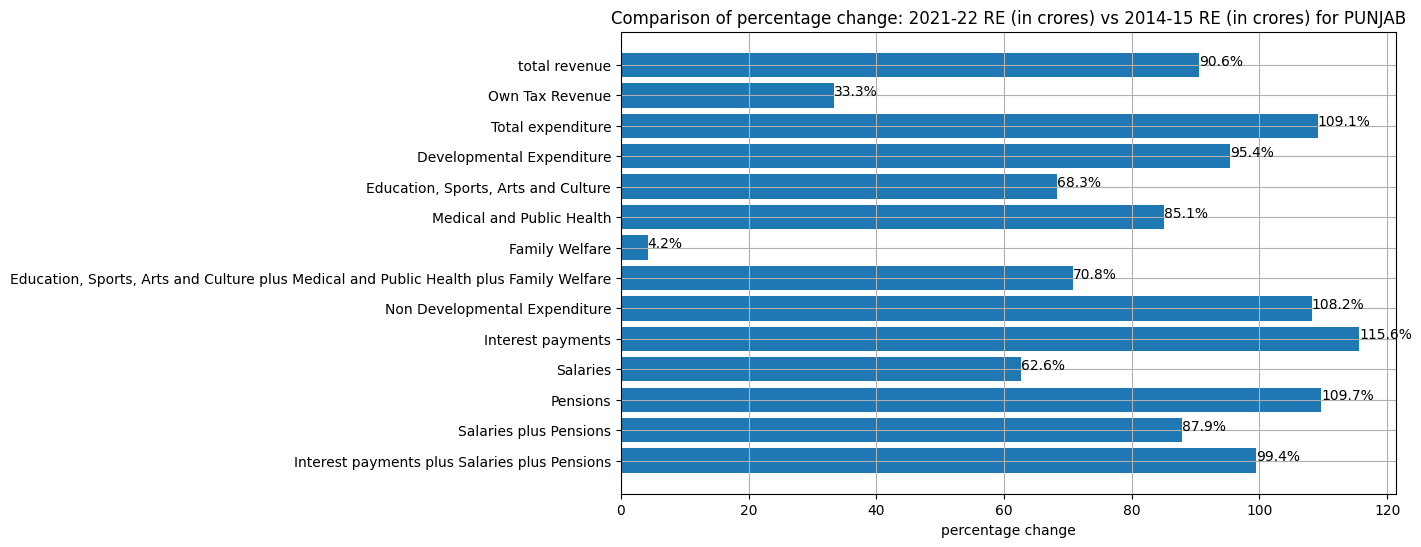 Comparison of percentage change: 2021-22 RE (in crores) vs 2014-15 RE (in crores) for PUNJAB
total revenue 90.6%
Own Tax Revenue 33.3%
Total expenditure 109.1%
Developmental Expenditure 95.4%
Education, Sports, Arts and Culture 68.3%
Medical and Public Health 85.1%
Family Welfare 4.2%
Education, Sports, Arts and Culture plus Medical and Public Health plus Family Welfare 70.8%
Non Developmental Expenditure 108.2%
Interest payments 115.6%
Salaries 62.6%
Pensions 109.7%
Salaries plus Pensions 87.9%
Interest payments plus Salaries plus Pensions 99.4%
0 20 40 60 80 100 120
percentage change